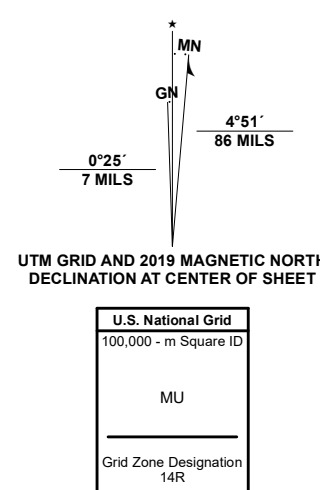 ★
MN
GN
4°51´
86 MILS
0°25´
7 MILS
UTM GRID AND 2019 MAGNETIC NORTH
DECLINATION AT CENTER OF SHEET
U.S. National Grid
100,000 - m Square ID
MU
Grid Zone Designation
14R